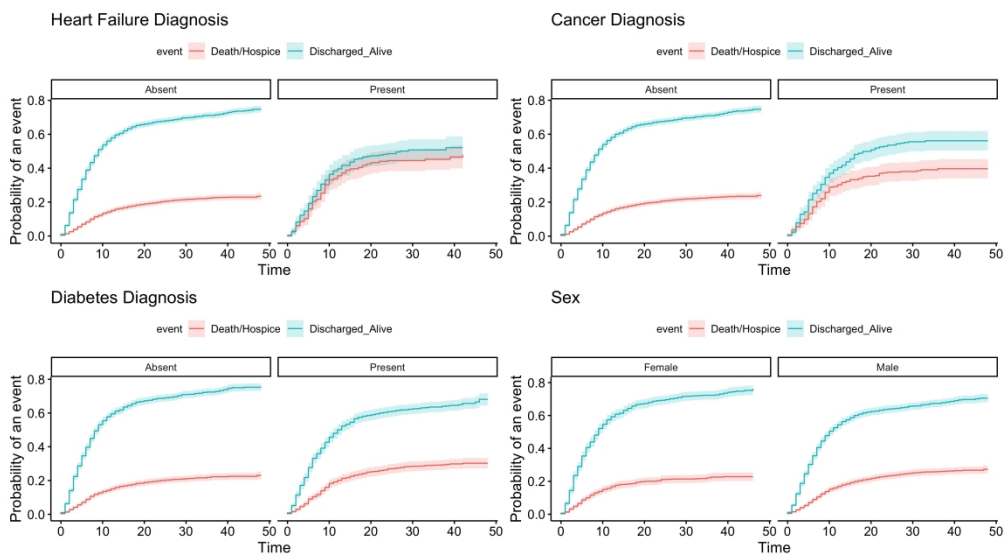 Heart Failure Diagnosis
event Death/Hospice Discharged_Alive
Absent Present
0.8
0.6
0.4
0.2
0.0
Probability of an event
0 10 20 30 40 50 0 10 20 30 40 50
Time
Cancer Diagnosis
event Death/Hospice Discharged_Alive
Absent Present
0.8
0.6
0.4
0.2
0.0
Probability of an event
0 10 20 30 40 50 0 10 20 30 40 50
Time
Diabetes Diagnosis
event Death/Hospice Discharged_Alive
Absent Present
0.8
0.6
0.4
0.2
0.0
Probability of an event
0 10 20 30 40 50 0 10 20 30 40 50
Time
Sex
event Death/Hospice Discharged_Alive
Female Male
0.8
0.6
0.4
0.2
0.0
Probability of an event
0 10 20 30 40 50 0 10 20 30 40 50
Time